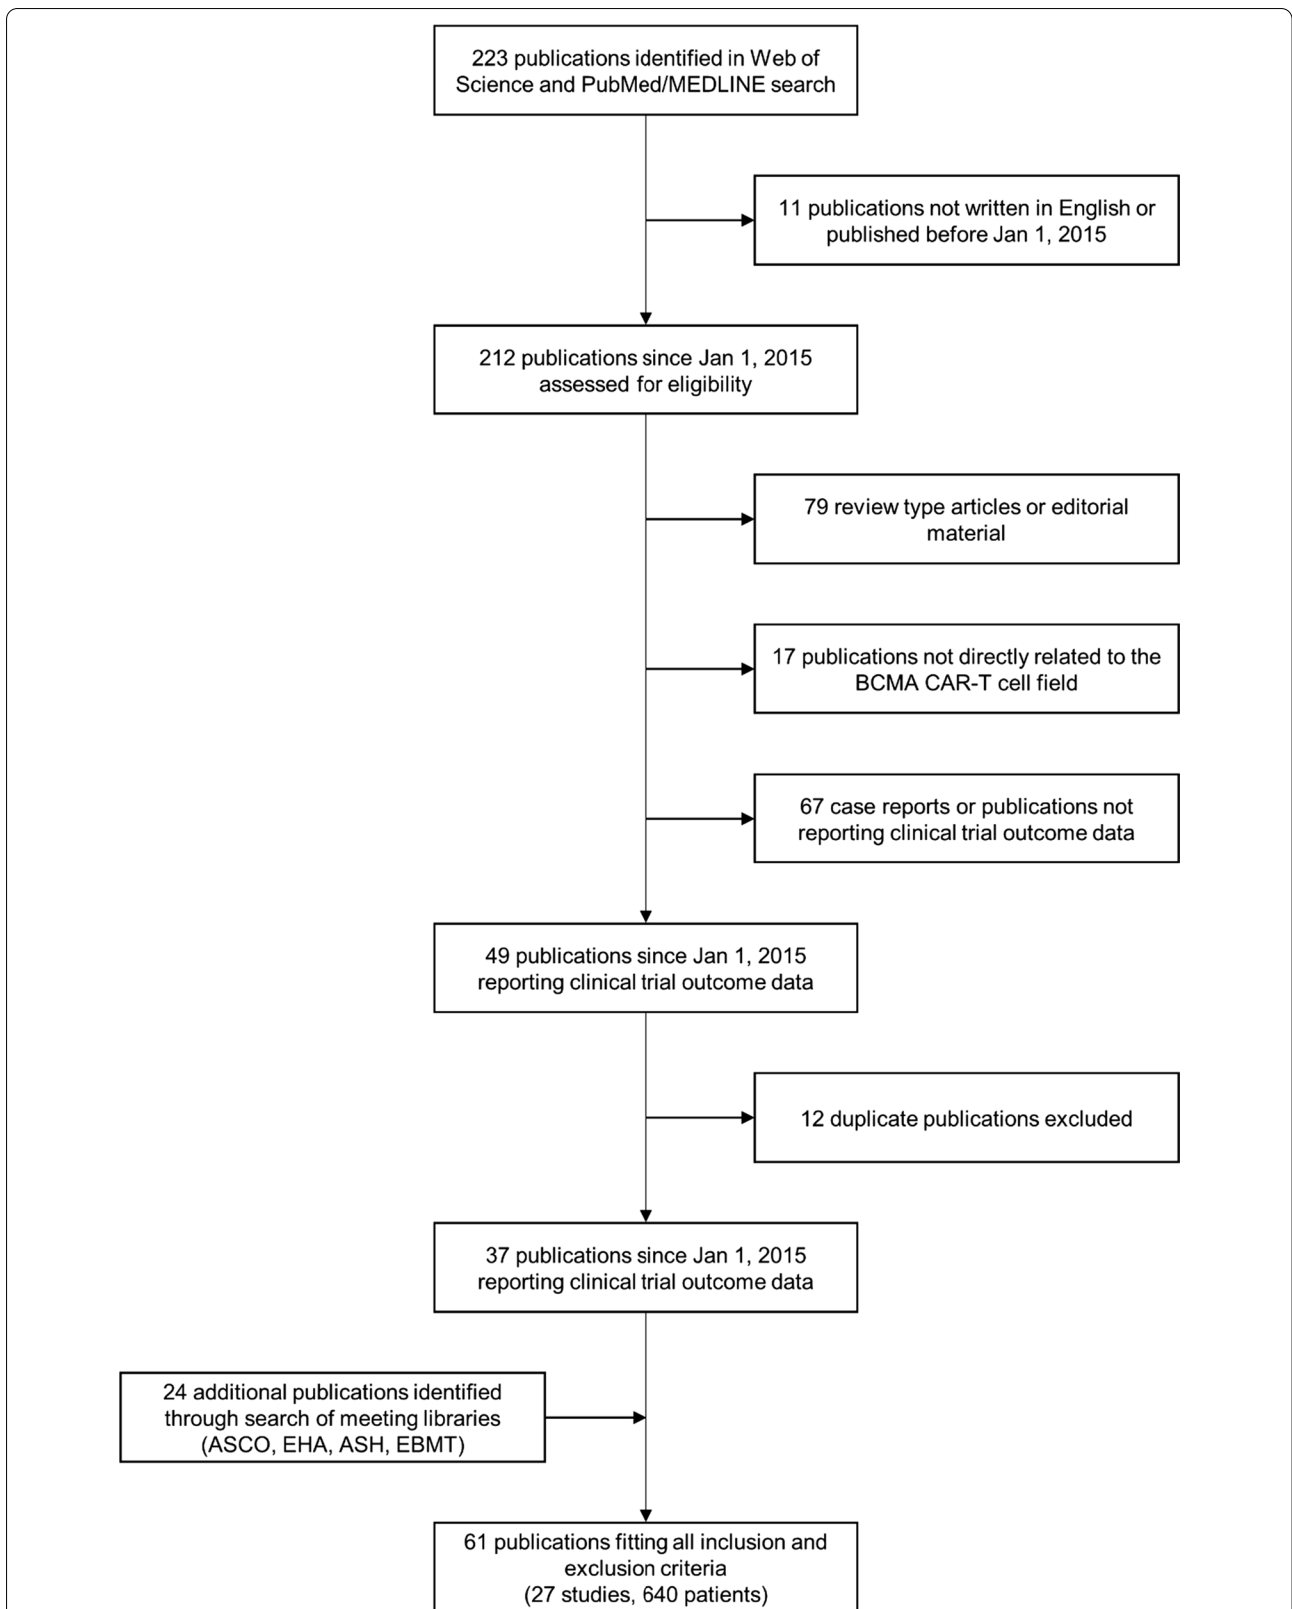 223 publications identified in Web of
Science and PubMed/MEDLINE search
11 publications not written in English or
published before Jan 1, 2015
212 publications since Jan 1, 2015
assessed for eligibility
79 review type articles or editorial
material
17 publications not directly related to the
BCMA CAR-T cell field
67 case reports or publications not
reporting clinical trial outcome data
49 publications since Jan 1, 2015
reporting clinical trial outcome data
12 duplicate publications excluded
37 publications since Jan 1, 2015
reporting clinical trial outcome data
24 additional publications identified
through search of meeting libraries
(ASCO, EHA, ASH, EBMT)
61 publications fitting all inclusion and
exclusion criteria
(27 studies, 640 patients)